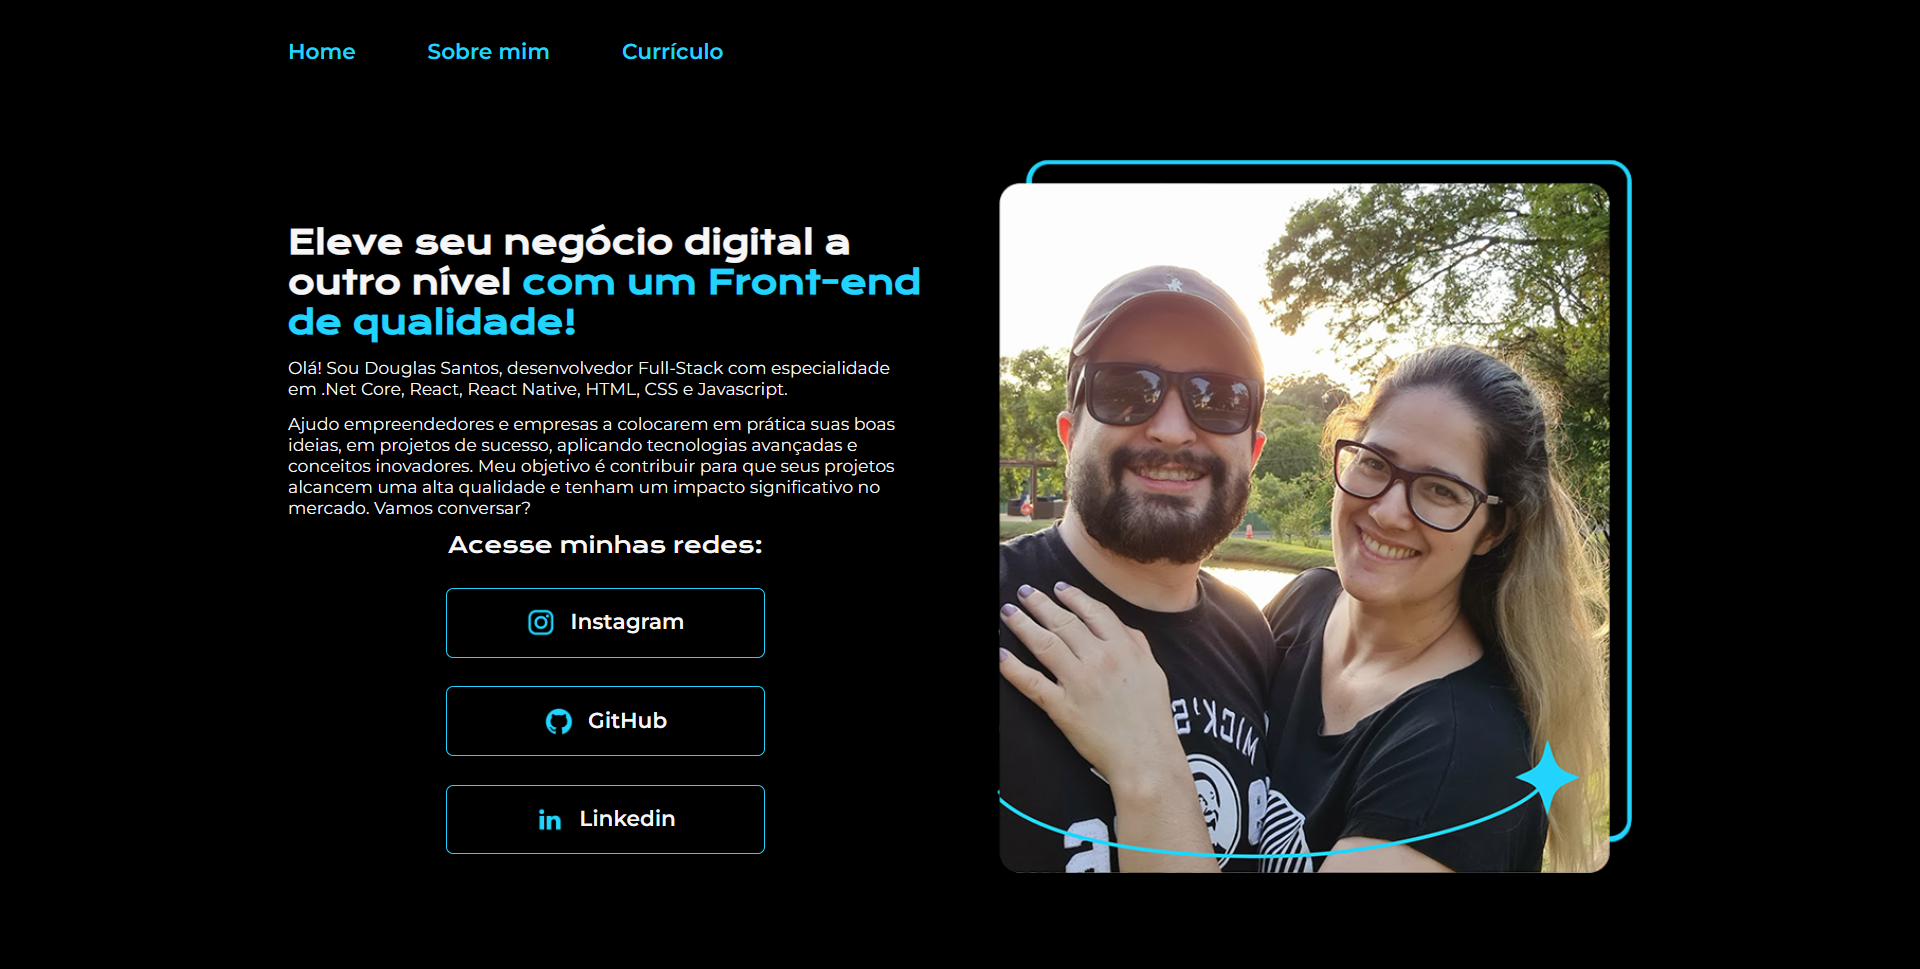 Home Sobre mim Currículo
Eleve seu negócio digital a
outro nível com um Front-end
de qualidade!
Olá! Sou Douglas Santos, desenvolvedor Full-Stack com especialidade
em .Net Core, React, React Native, HTML, CSS e Javascript.
Ajudo empreendedores e empresas a colocarem em prática suas boas
ideias, em projetos de sucesso, aplicando tecnologias avançadas e
conceitos inovadores. Meu objetivo é contribuir para que seus projetos
alcancem uma alta qualidade e tenham um impacto significativo no
mercado. Vamos conversar?
Acesse minhas redes:
Instagram
GitHub
Linkedin